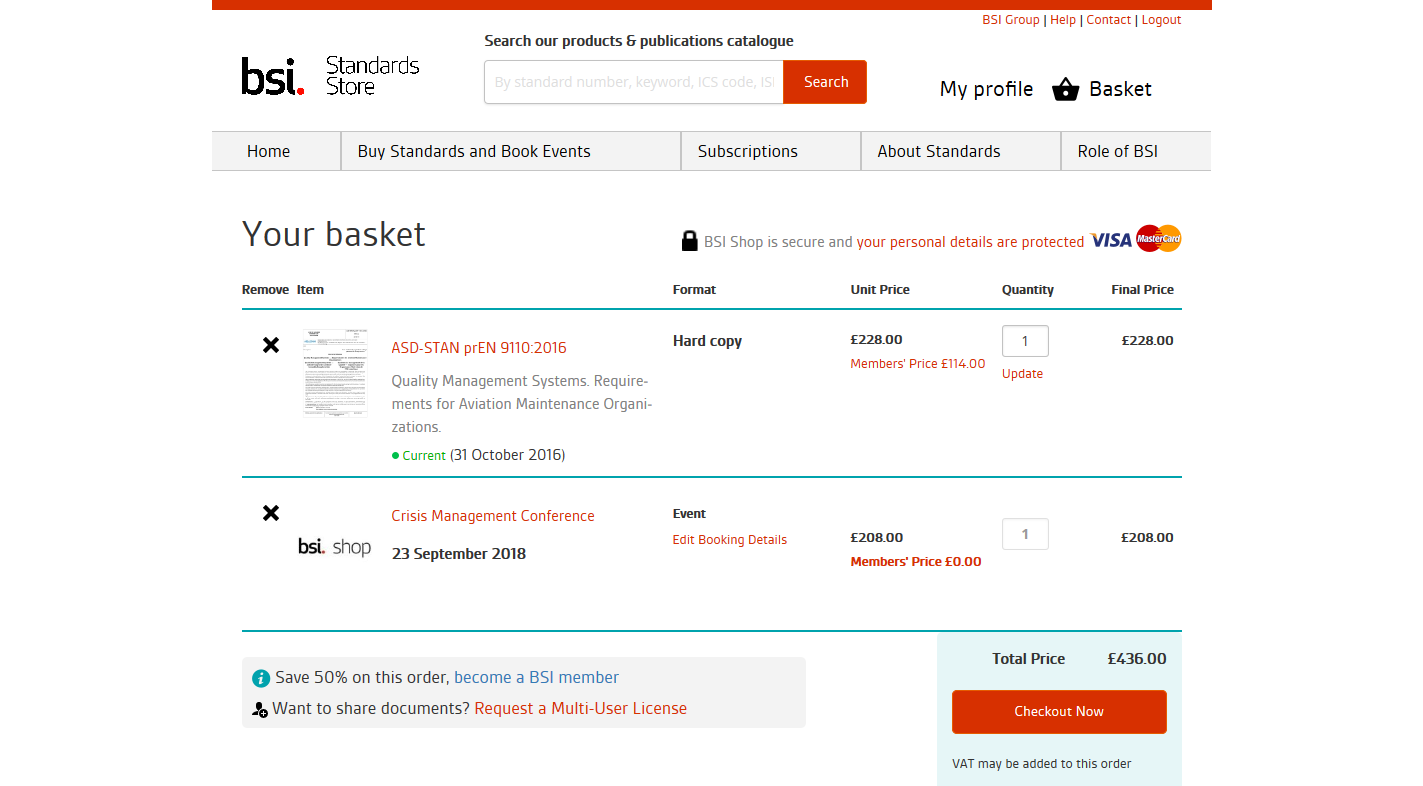 BSI Group | Help | Contact | Logout
Search our products & publications catalogue
bsi. Standards Store
By standard number, keyword, ICS code, ISI
Search
My profile
Basket
Home
Buy Standards and Book Events
Subscriptions
About Standards
Role of BSI
Your basket
BSI Shop is secure and your personal details are protected VISA MasterCard
Remove Item Format Unit Price Quantity Final Price
ASD-STAN prEN 9110:2016
Quality Management Systems. Require-
ments for Aviation Maintenance Organi-
zations.
Current (31 October 2016)
Hard copy
£228.00
Members' Price £114.00
1
Update
£228.00
bsi. shop
Crisis Management Conference
23 September 2018
Event
Edit Booking Details
£208.00
Members' Price £0.00
1
£208.00
i Save 50% on this order, become a BSI member
Want to share documents? Request a Multi-User License
Total Price £436.00
Checkout Now
VAT may be added to this order